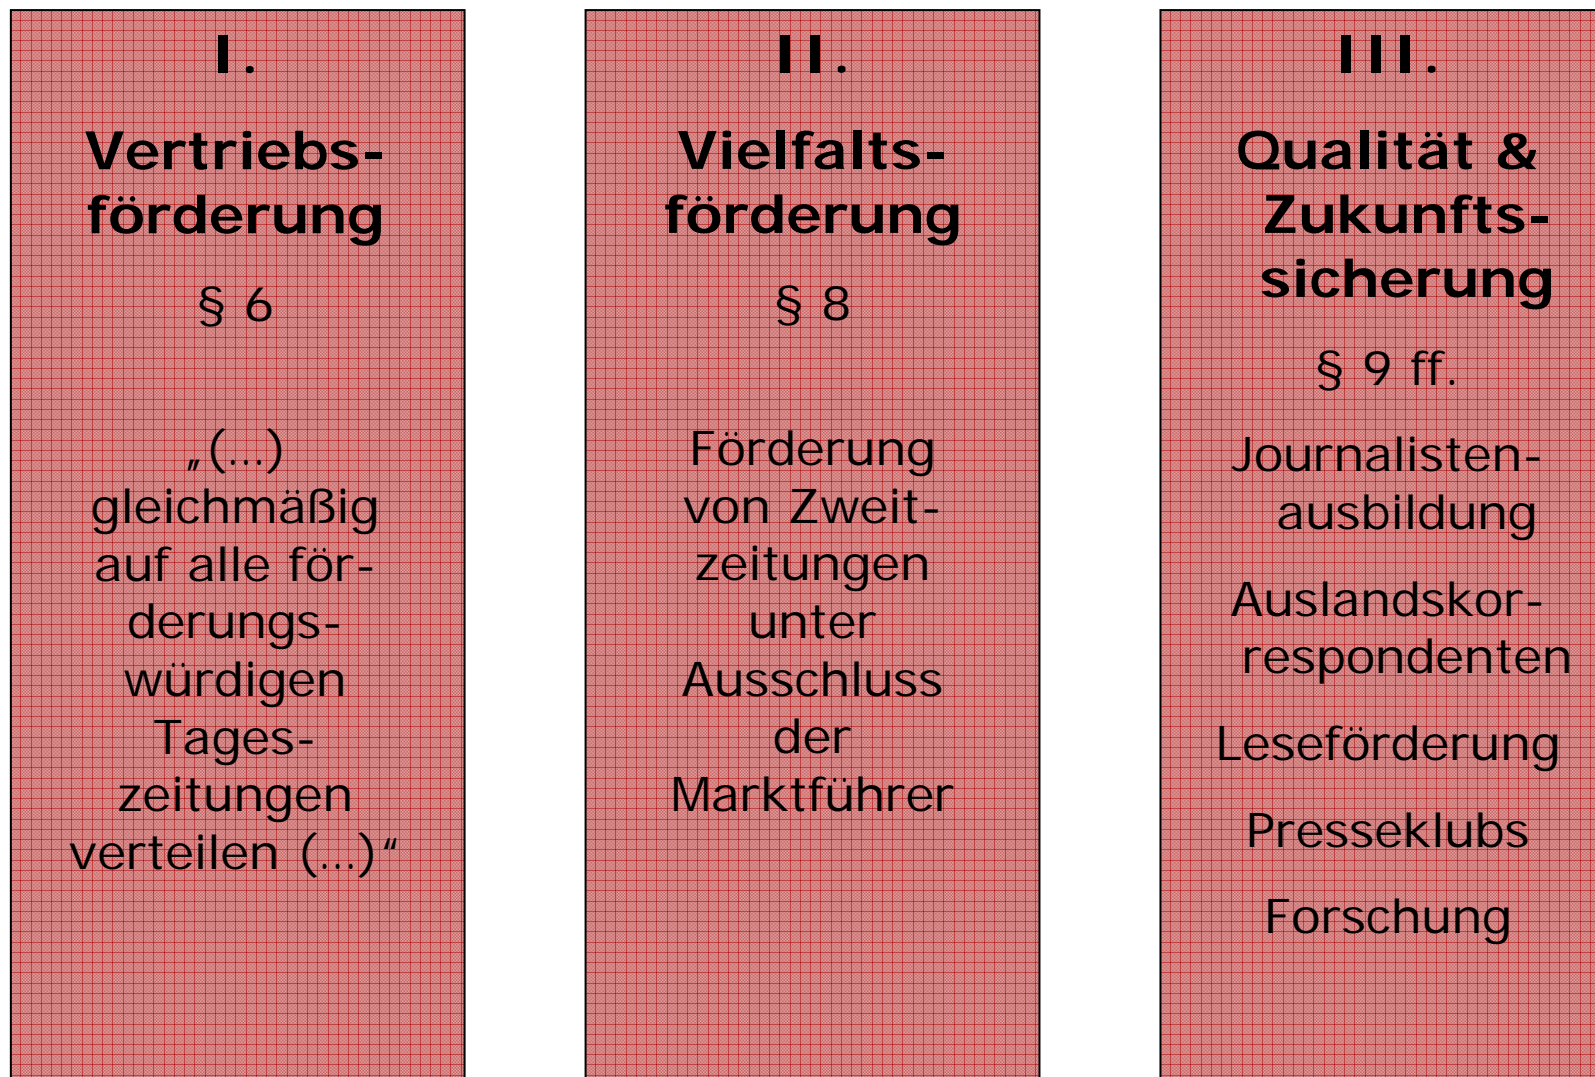 I.
Vertriebs-
förderung
§ 6
„(…)
gleichmäßig
auf alle för-
derungs-
würdigen
Tages-
zeitungen
verteilen (…)“
II.
Vielfalts-
förderung
§ 8
Förderung
von Zweit-
zeitungen
unter
Ausschluss
der
Marktführer
III.
Qualität &
Zukunfts-
sicherung
§ 9 ff.
Journalisten-
ausbildung
Auslandskor-
respondenten
Leseförderung
Presseklubs
Forschung